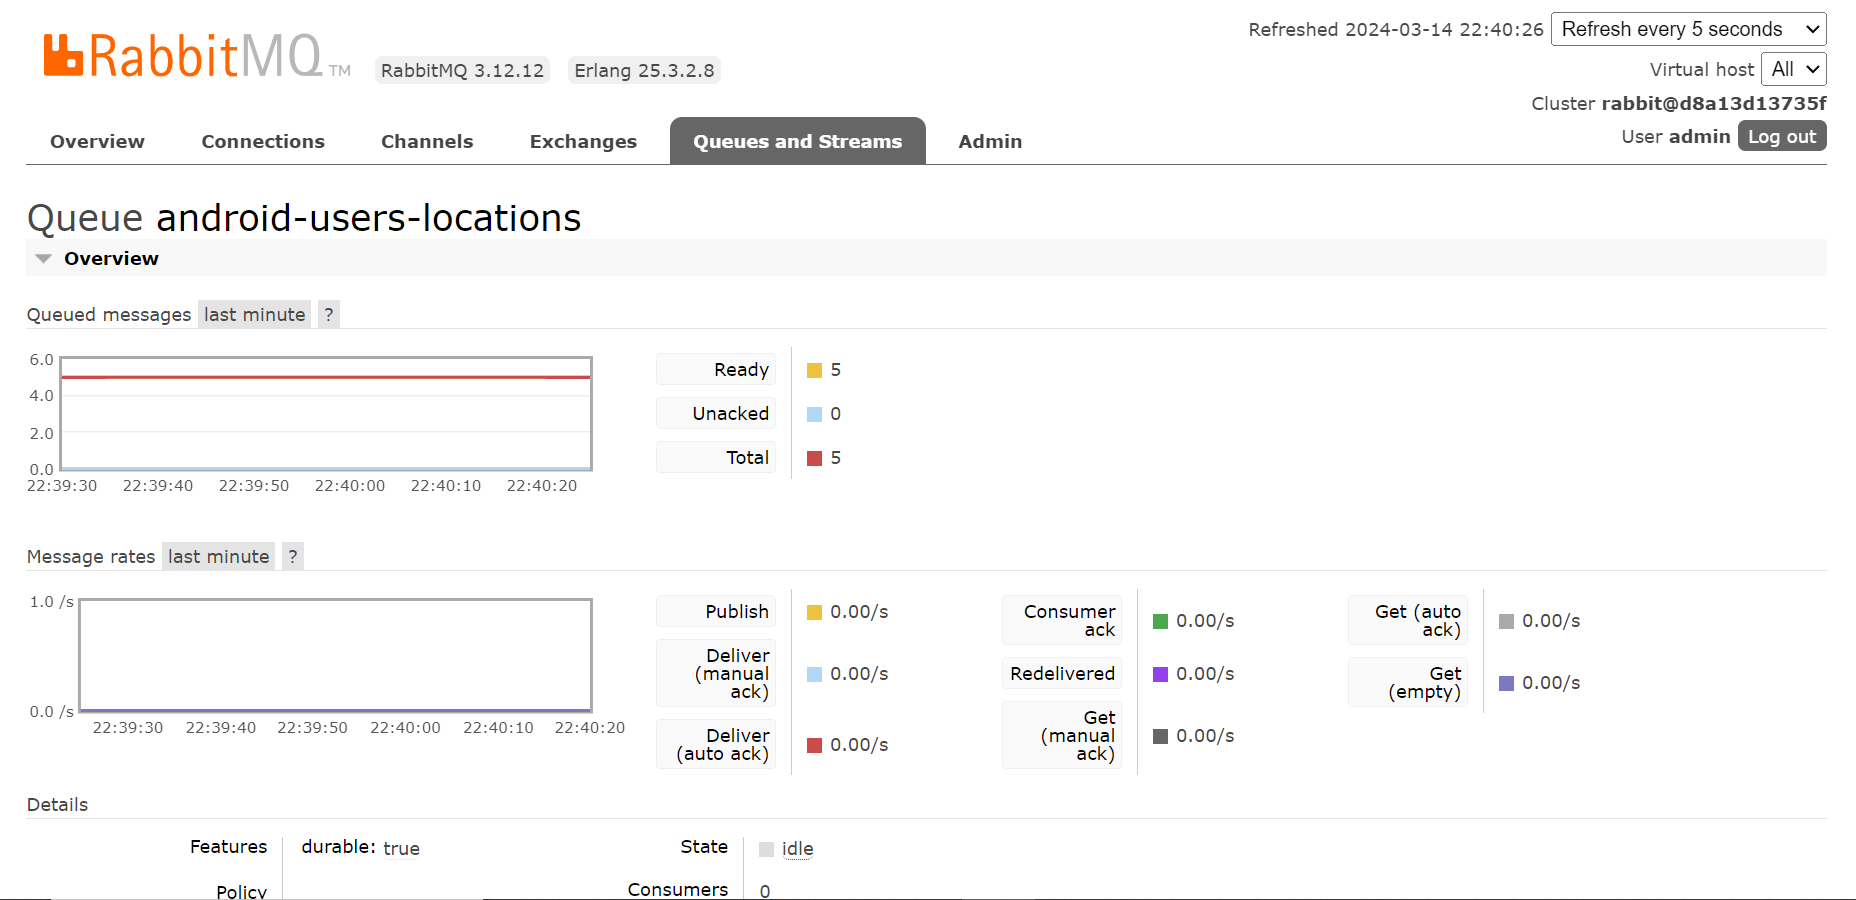 RabbitMQ TM
RabbitMQ 3.12.12
Erlang 25.3.2.8
Refreshed 2024-03-14 22:40:26
Refresh every 5 seconds
Virtual host All
Cluster rabbit@d8a13d13735f
User admin Log out
Overview Connections Channels Exchanges Queues and Streams Admin
Queue android-users-locations
Overview
Queued messages last minute ?
6.0
4.0
2.0
0.0
22:39:30 22:39:40 22:39:50 22:40:00 22:40:10 22:40:20
Ready 5
Unacked 0
Total 5
Message rates last minute ?
1.0 /s
0.0 /s
22:39:30 22:39:40 22:39:50 22:40:00 22:40:10 22:40:20
Publish 0.00/s
Deliver
(manual
ack)
0.00/s
Deliver
(auto ack)
0.00/s
Consumer
ack
0.00/s
Redelivered 0.00/s
Get
(manual
ack)
0.00/s
Get (auto
ack)
0.00/s
Get
(empty)
0.00/s
Details
Features durable: true
Policy
State idle
Consumers 0